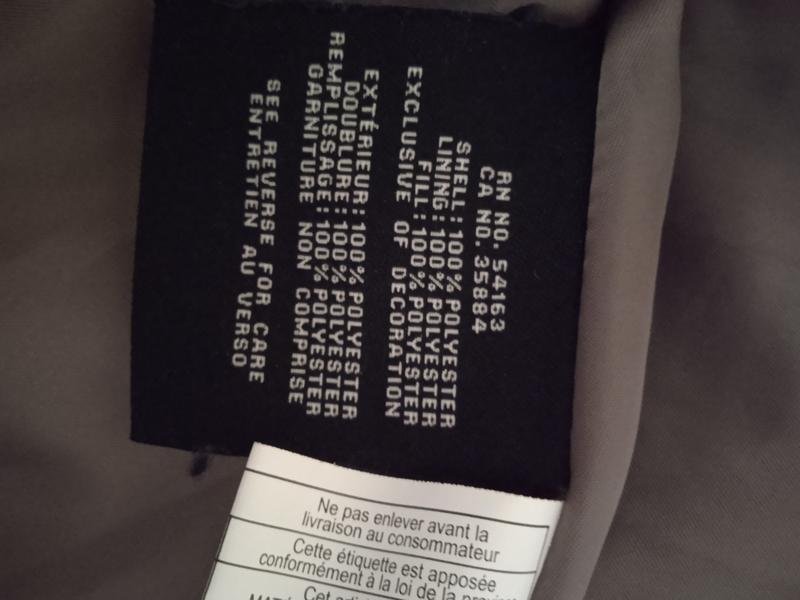 RN NO. 54163
CA NO. 35884
SHELL: 100% POLYESTER
LINING: 100% POLYESTER
FILL: 100% POLYESTER
EXCLUSIVE OF DECORATION
EXTÉRIEUR: 100% POLYESTER
DOUBLURE: 100% POLYESTER
REMPLISSAGE: 100% POLYESTER
GARNITURE NON COMPRISE
SEE REVERSE FOR CARE
ENTRETIEN AU VERSO
Ne pas enlever avant la
livraison au consommateur
Cette étiquette est apposée
conformément à la loi de la
Cet